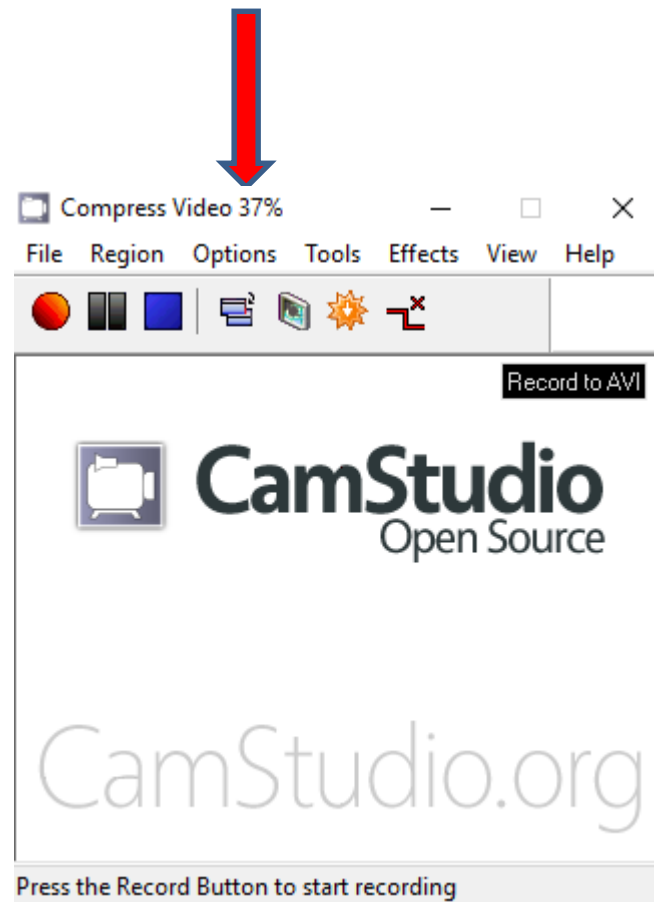 Compress Video 37%
File Region Options Tools Effects View Help
Record to AVI
CamStudio
Open Source
CamStudio.org
Press the Record Button to start recording